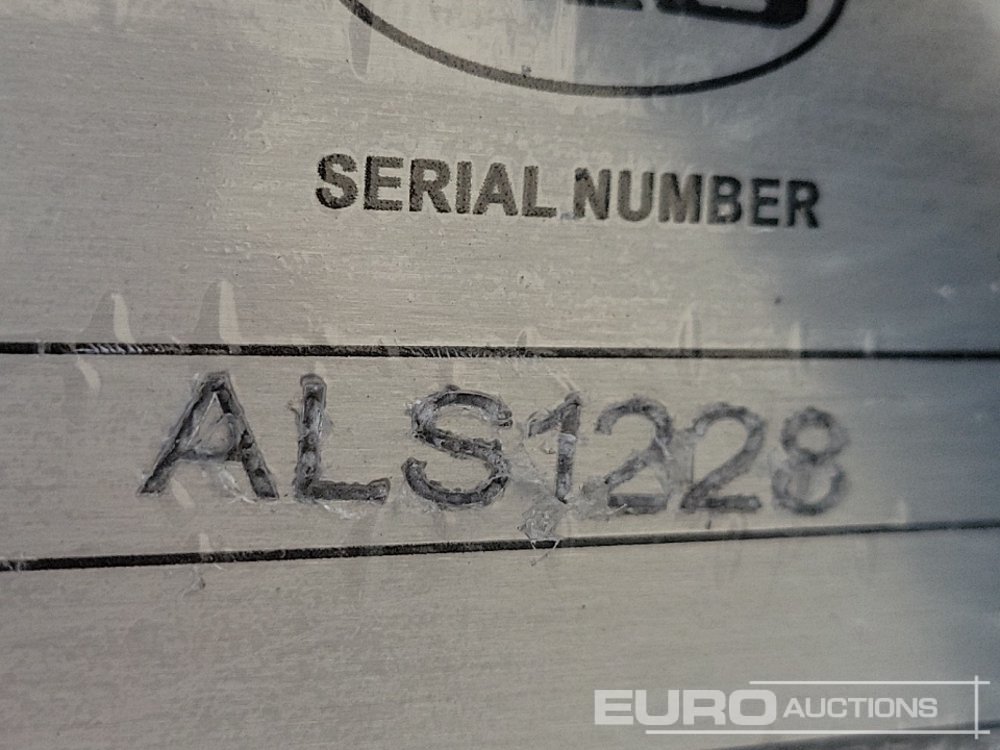 SERIAL NUMBER
ALS1228
EURO AUCTIONS